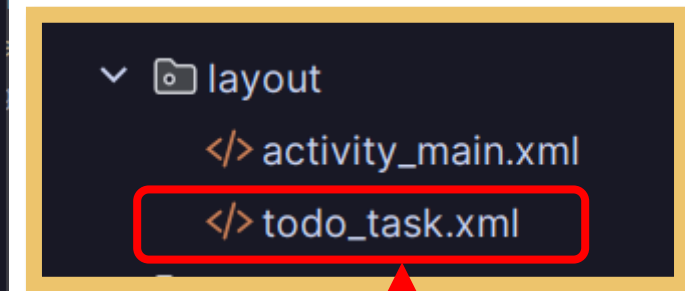 layout
</> activity_main.xml
</> todo_task.xml